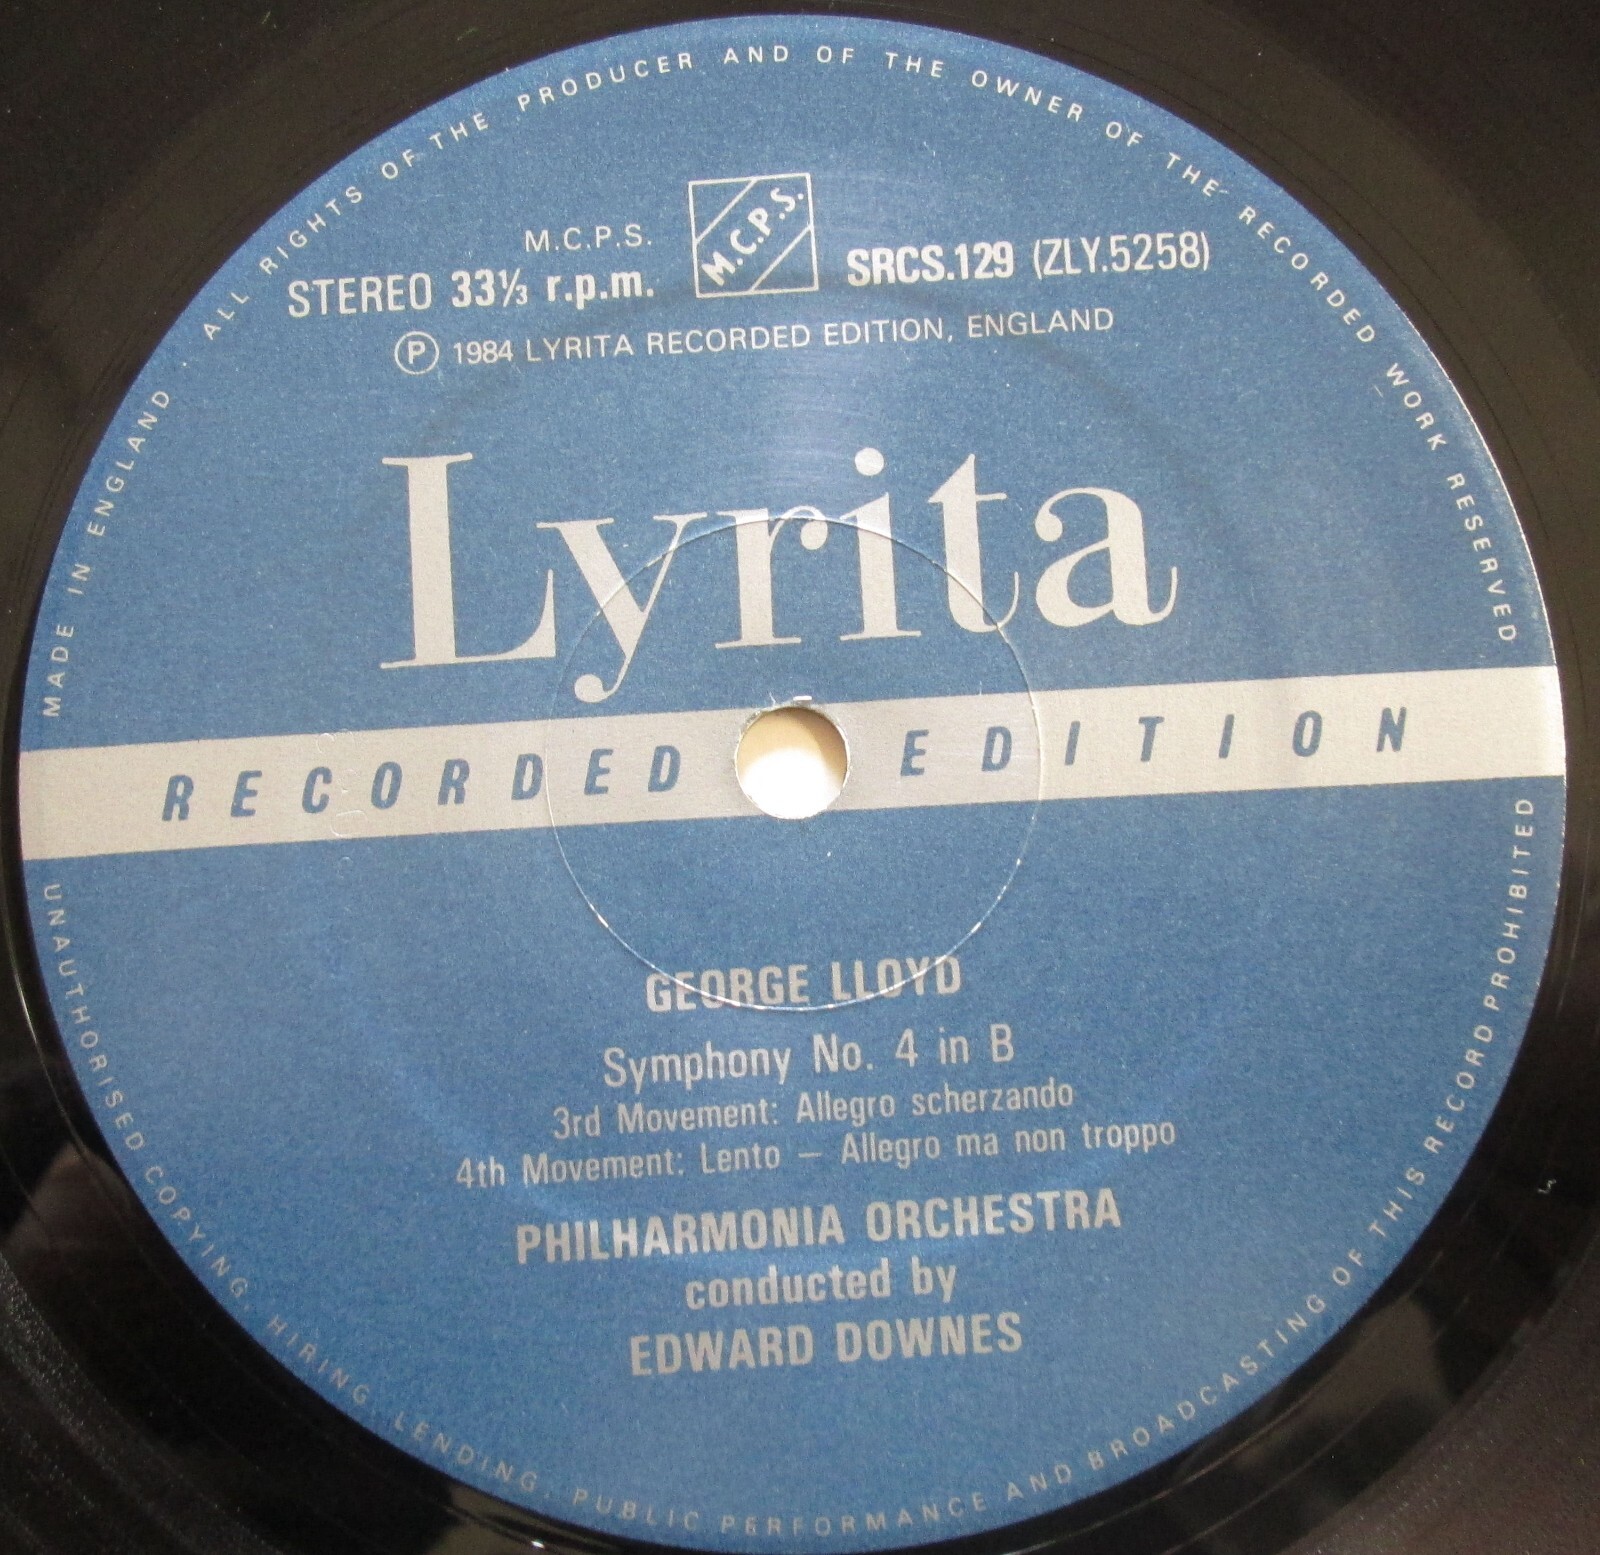 MADE IN ENGLAND . ALL RIGHTS OF THE PRODUCER AND OF THE OWNER OF THE RECORDED WORK RESERVED
M.C.P.S.
M.C.P.S.
STEREO 33⅓ r.p.m.
SRCS.129 (ZLY.5258)
Ⓟ 1984 LYRITA RECORDED EDITION, ENGLAND
Lyrita
RECORDED EDITION
GEORGE LLOYD
Symphony No. 4 in B
3rd Movement: Allegro scherzando
4th Movement: Lento — Allegro ma non troppo
PHILHARMONIA ORCHESTRA
conducted by
EDWARD DOWNES
UNAUTHORISED COPYING, HIRING, LENDING, PUBLIC PERFORMANCE AND BROADCASTING OF THIS RECORD PROHIBITED